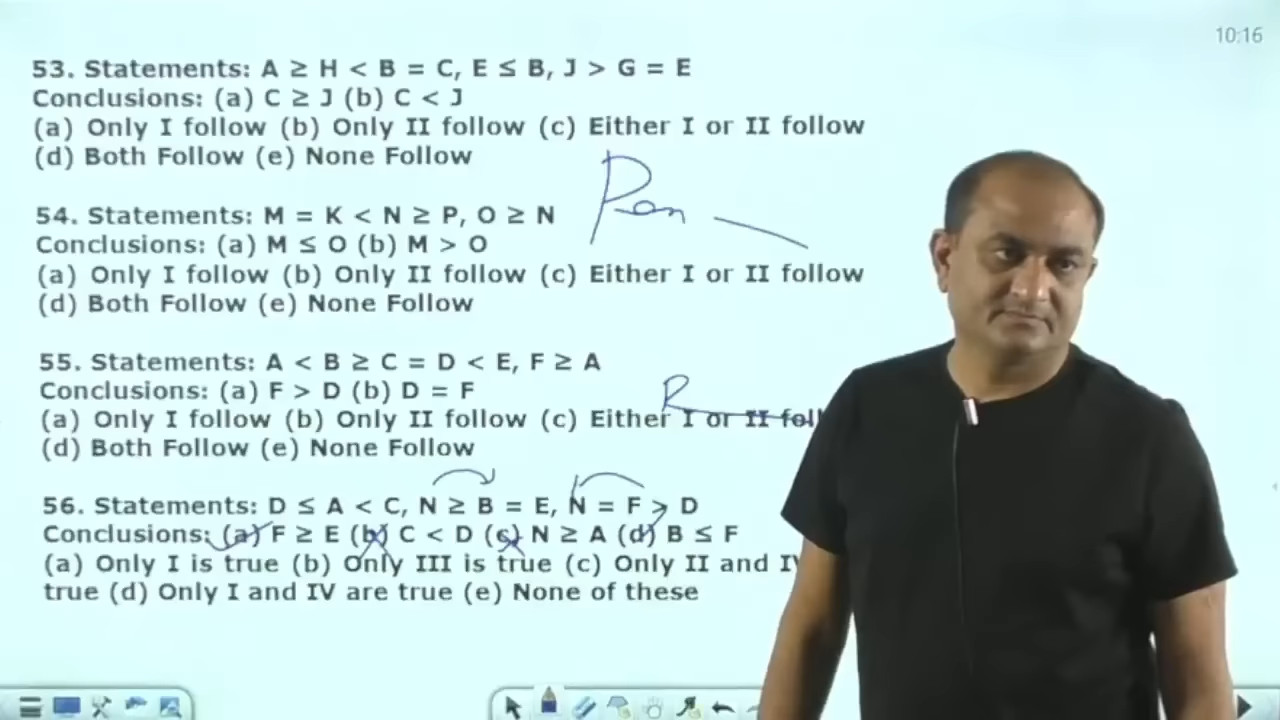 10:16
53. Statements: A ≥ H < B = C, E ≤ B, J > G = E
Conclusions: (a) C ≥ J (b) C < J
(a) Only I follow (b) Only II follow (c) Either I or II follow
(d) Both Follow (e) None Follow
54. Statements: M = K < N ≥ P, O ≥ N
Conclusions: (a) M ≤ O (b) M > O
(a) Only I follow (b) Only II follow (c) Either I or II follow
(d) Both Follow (e) None Follow
55. Statements: A < B ≥ C = D < E, F ≥ A
Conclusions: (a) F > D (b) D = F
(a) Only I follow (b) Only II follow (c) Either I or II
(d) Both Follow (e) None Follow
56. Statements: D ≤ A < C, N ≥ B = E, N = F > D
Conclusions: (a) F ≥ E (b) C < D (c) N ≥ A (d) B ≤ F
(a) Only I is true (b) Only III is true (c) Only II and
true (d) Only I and IV are true (e) None of these